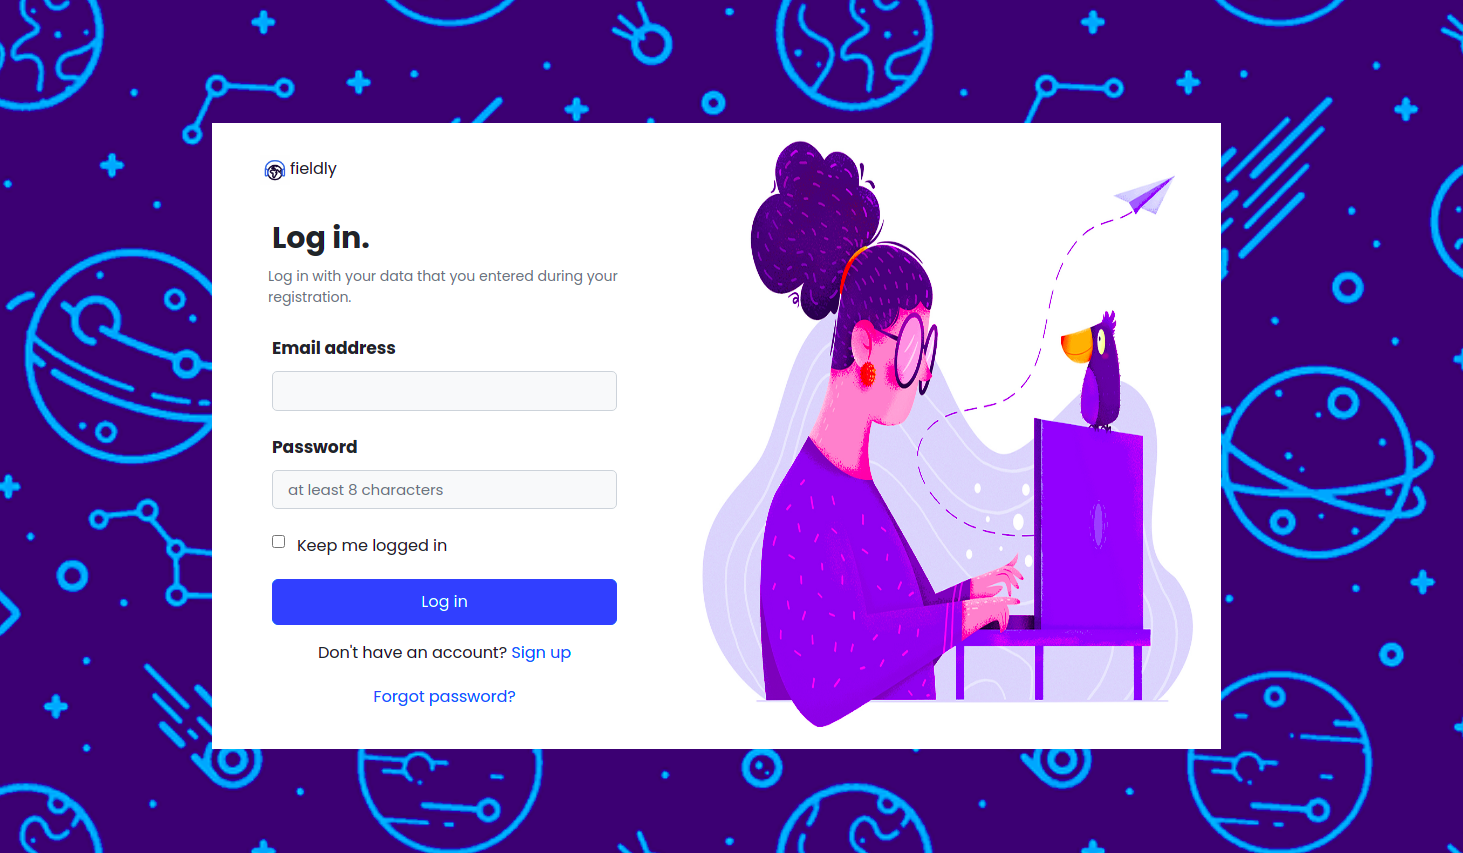 fieldly
Log in.
Log in with your data that you entered during your
registration.
Email address
Password
at least 8 characters
Keep me logged in
Log in
Don't have an account? Sign up
Forgot password?